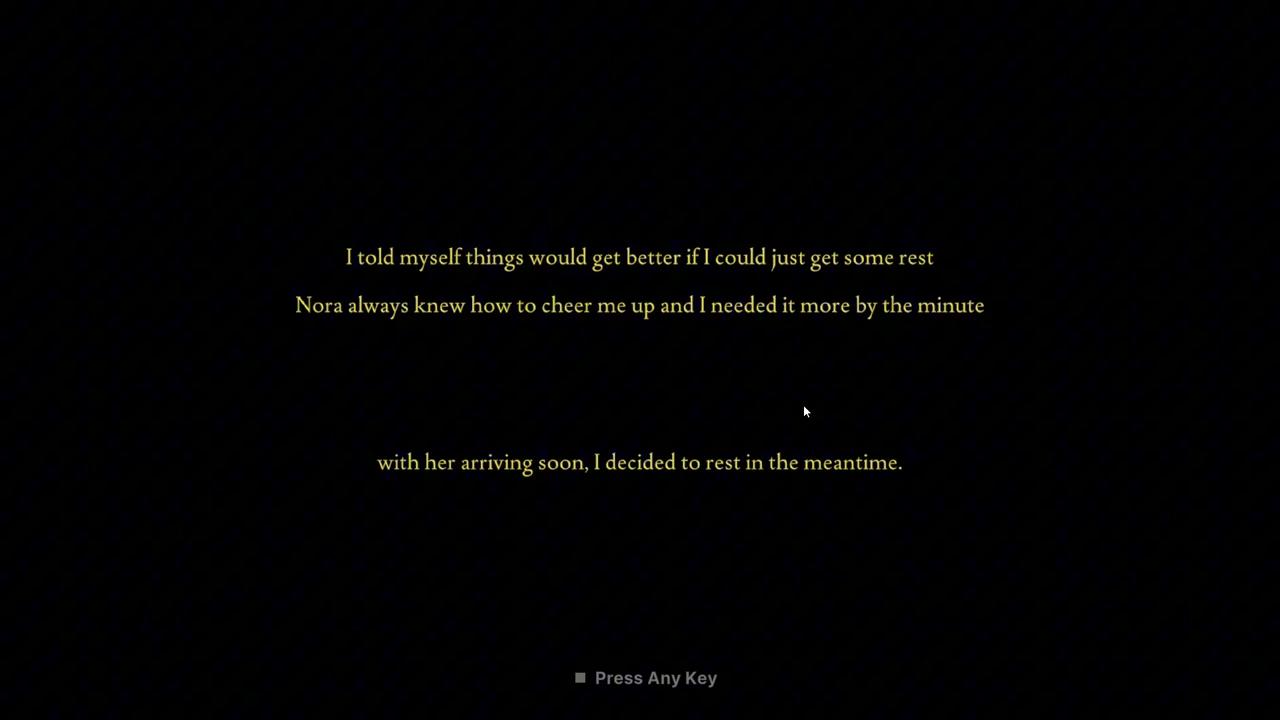 I told myself things would get better if I could just get some rest
Nora always knew how to cheer me up and I needed it more by the minute
with her arriving soon, I decided to rest in the meantime.
Press Any Key